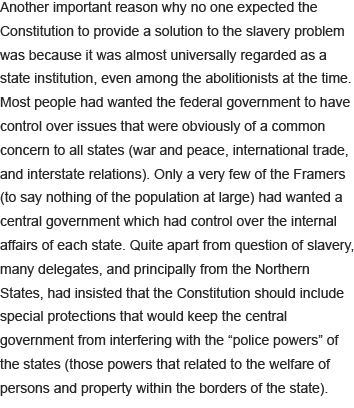 Another important reason why no one expected the
Constitution to provide a solution to the slavery problem
was because it was almost universally regarded as a
state institution, even among the abolitionists at the time.
Most people had wanted the federal government to have
control over issues that were obviously of a common
concern to all states (war and peace, international trade,
and interstate relations). Only a very few of the Framers
(to say nothing of the population at large) had wanted a
central government which had control over the internal
affairs of each state. Quite apart from question of slavery,
many delegates, and principally from the Northern
States, had insisted that the Constitution should include
special protections that would keep the central
government from interfering with the “police powers” of
the states (those powers that related to the welfare of
persons and property within the borders of the state).